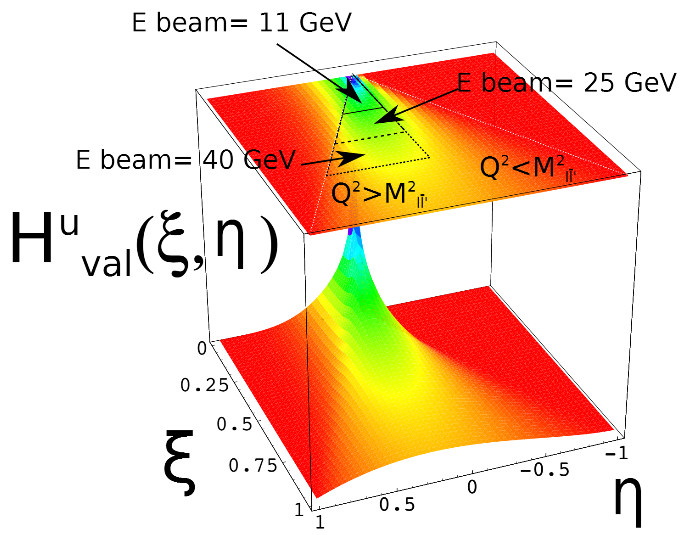 E beam= 11 GeV
E beam= 25 GeV
E beam= 40 GeV
Q²>M²ll̄'
Q²<M²ll̄'
Hᵘval(ξ,η)
0
0.25
0.5
0.75
1
ξ
1
0.5
0
−0.5
−1
η